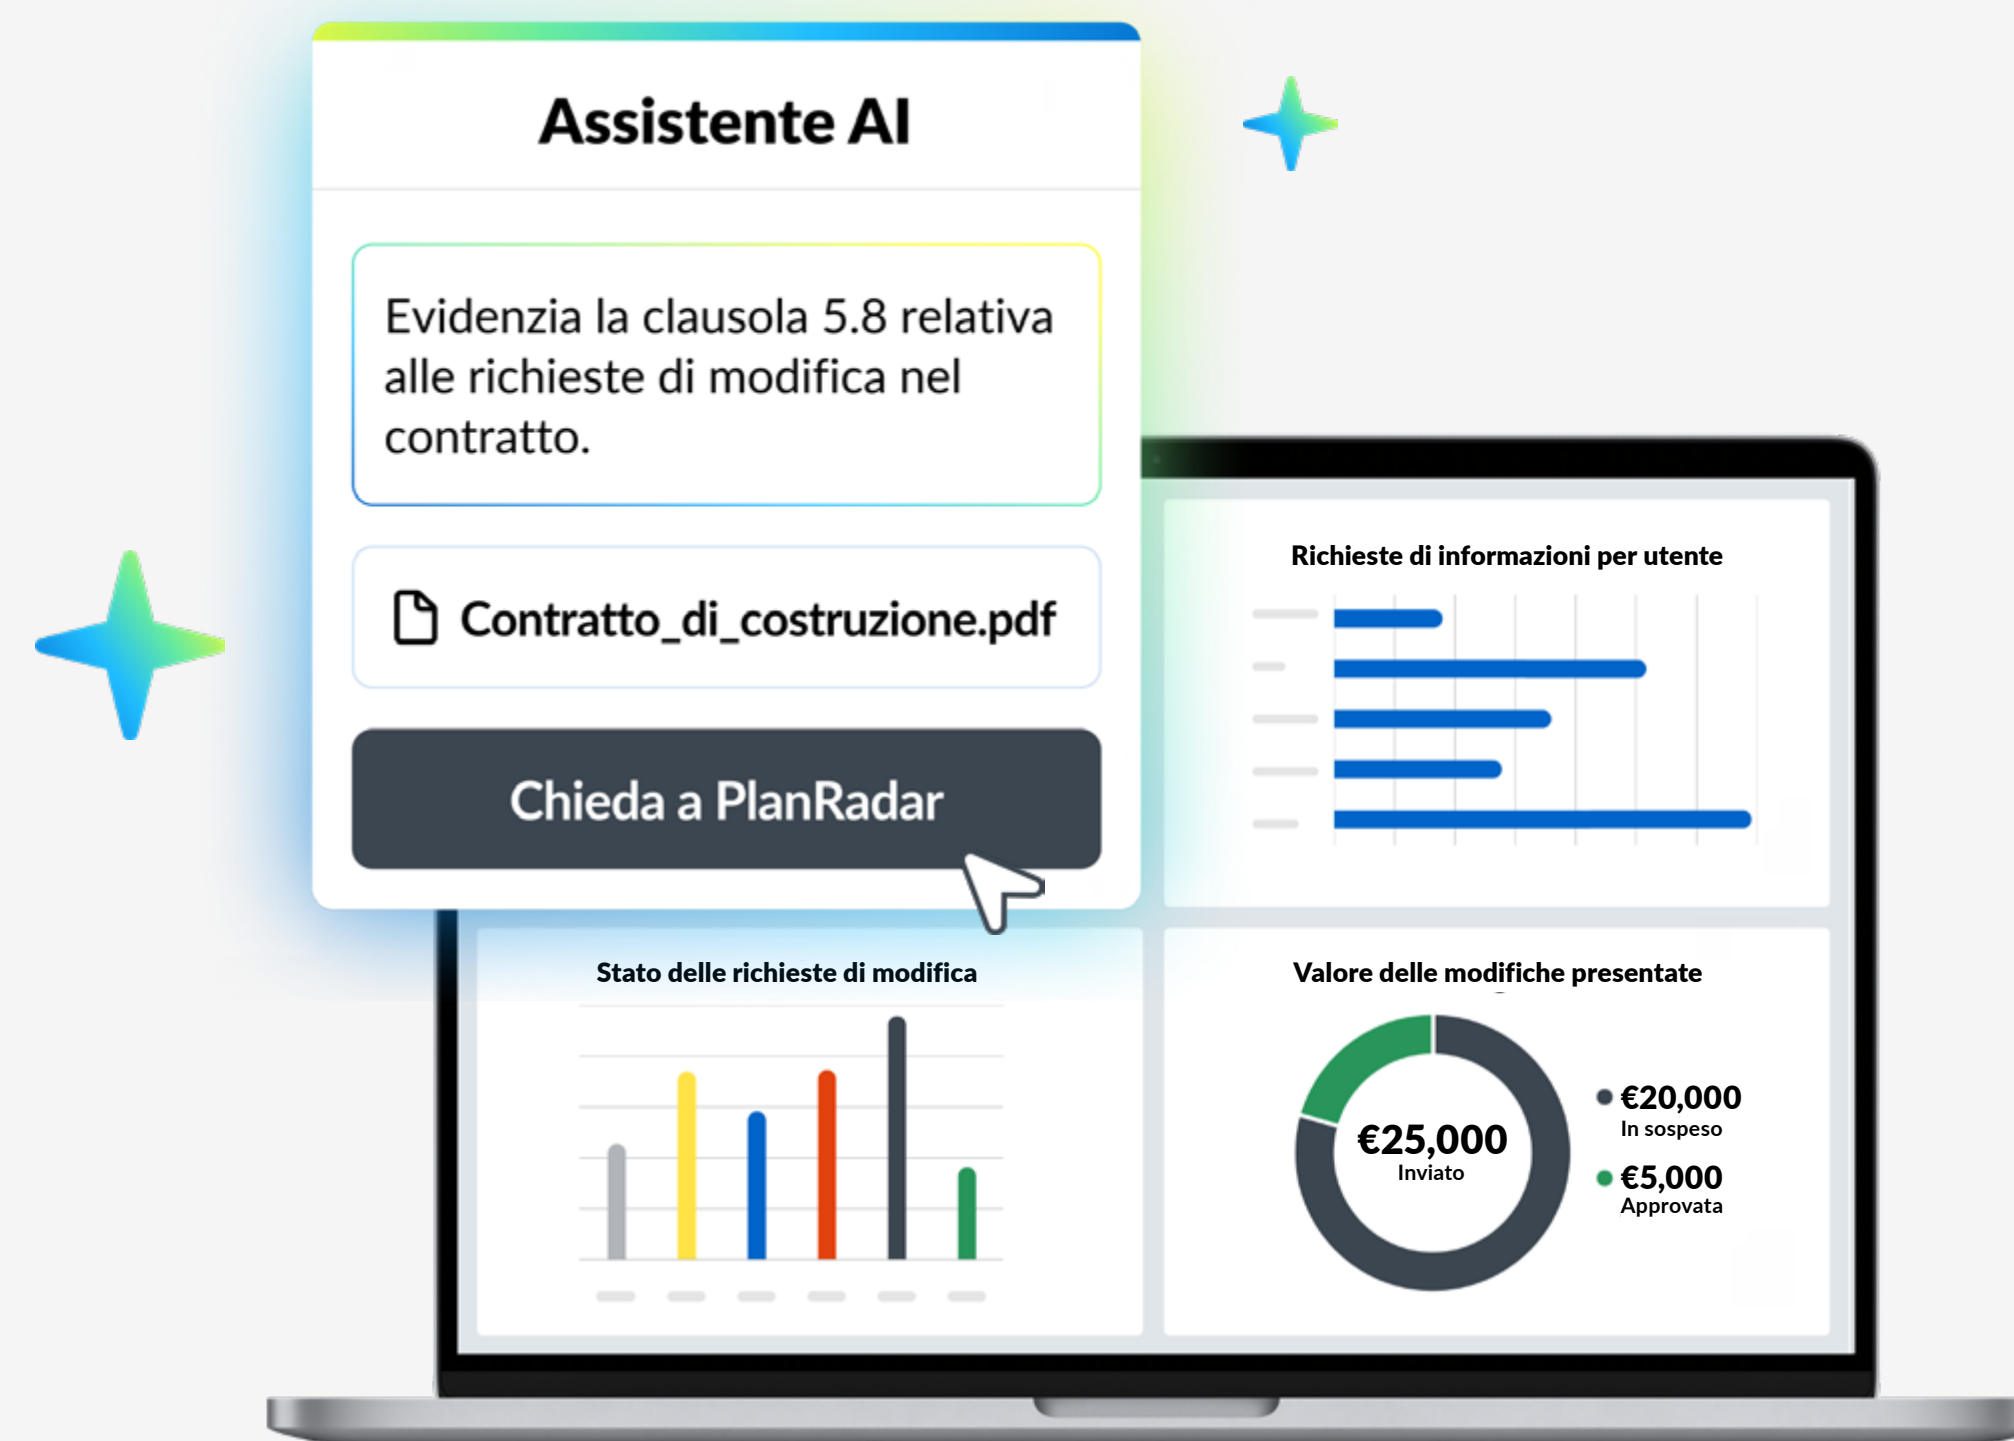 Assistente AI
Evidenzia la clausola 5.8 relativa
alle richieste di modifica nel
contratto.
Contratto_di_costruzione.pdf
Chieda a PlanRadar
Richieste di informazioni per utente
Stato delle richieste di modifica
Valore delle modifiche presentate
€25,000
Inviato
€20,000
In sospeso
€5,000
Approvata